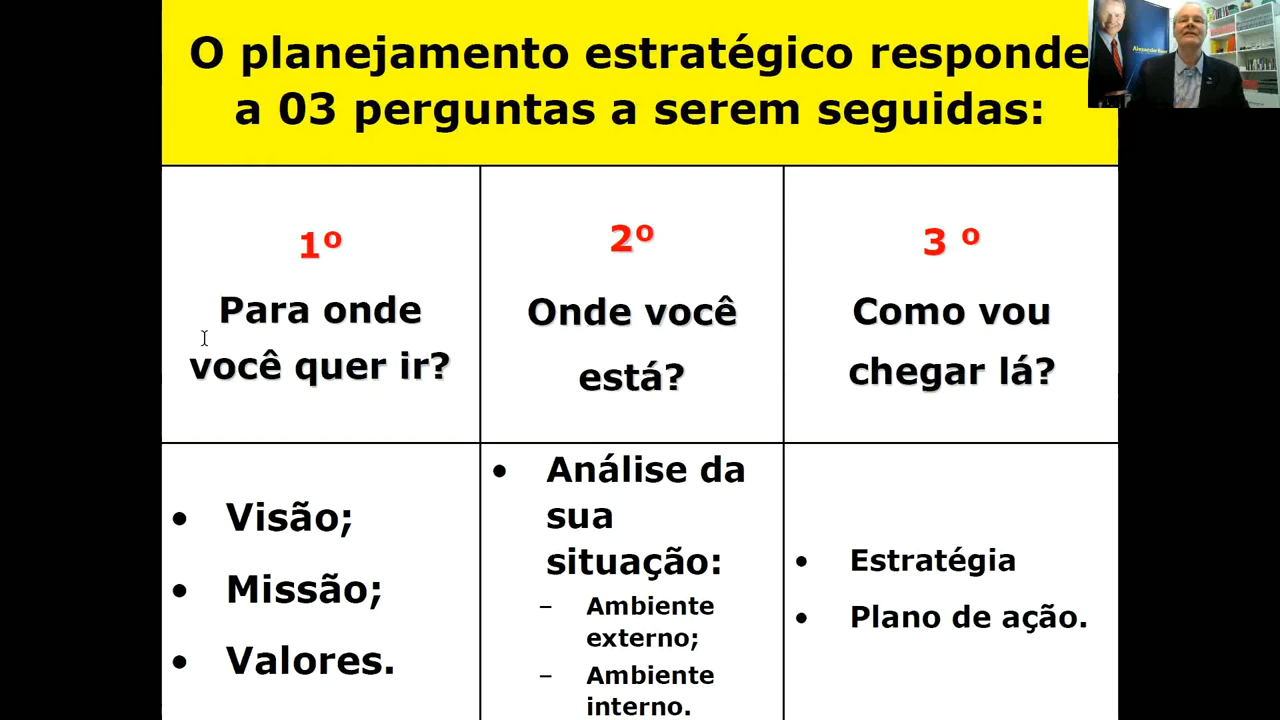 O planejamento estratégico responde
a 03 perguntas a serem seguidas:
1º
Para onde
você quer ir?
2º
Onde você
está?
3 º
Como vou
chegar lá?
• Visão;
• Missão;
• Valores.
• Análise da
sua
situação:
– Ambiente
externo;
– Ambiente
interno.
• Estratégia
• Plano de ação.